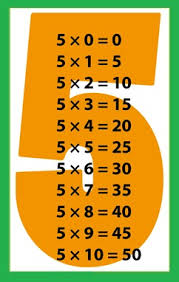 5
5 × 0 = 0
5 × 1 = 5
5 × 2 = 10
5 × 3 = 15
5 × 4 = 20
5 × 5 = 25
5 × 6 = 30
5 × 7 = 35
5 × 8 = 40
5 × 9 = 45
5 × 10 = 50